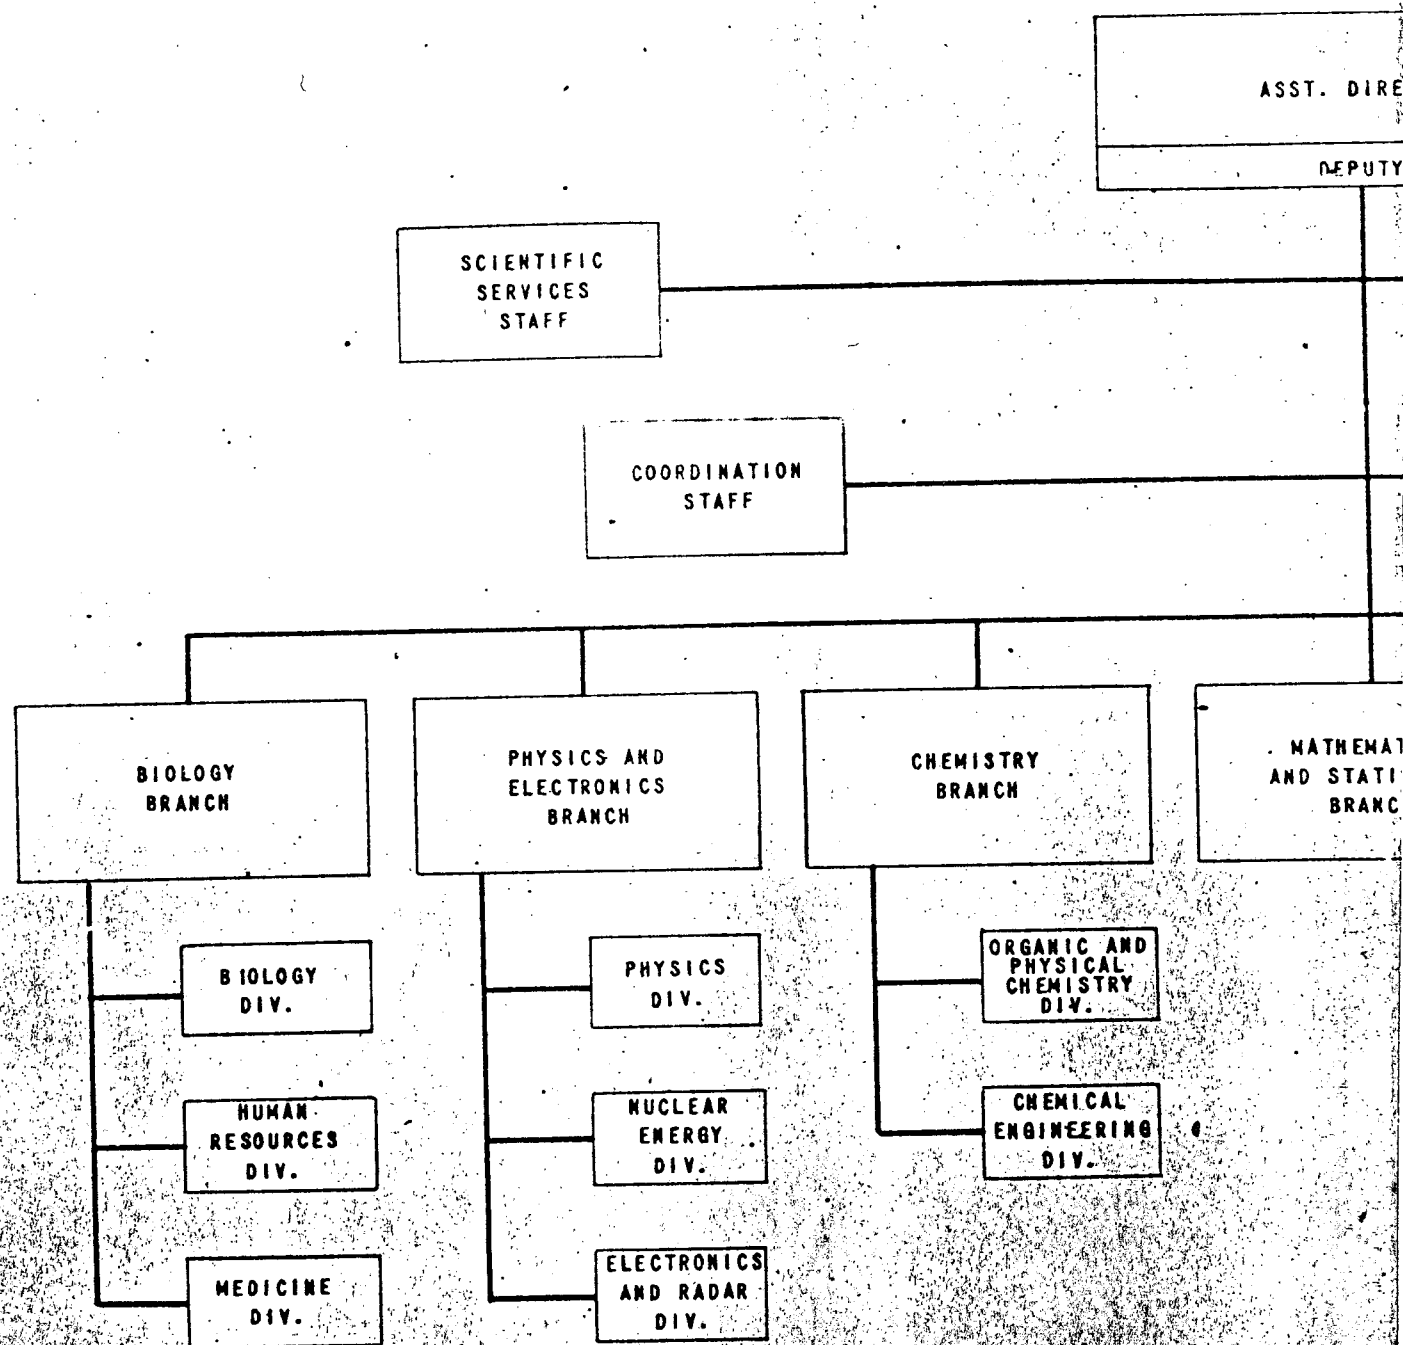 ASST. DIRE
DEPUTY
SCIENTIFIC
SERVICES
STAFF
COORDINATION
STAFF
BIOLOGY
BRANCH
PHYSICS AND
ELECTRONICS
BRANCH
CHEMISTRY
BRANCH
MATHEMAT
AND STATI
BRANC
BIOLOGY
DIV.
HUMAN
RESOURCES
DIV.
MEDICINE
DIV.
PHYSICS
DIV.
NUCLEAR
ENERGY
DIV.
ELECTRONICS
AND RADAR
DIV.
ORGANIC AND
PHYSICAL
CHEMISTRY
DIV.
CHEMICAL
ENGINEERING
DIV.